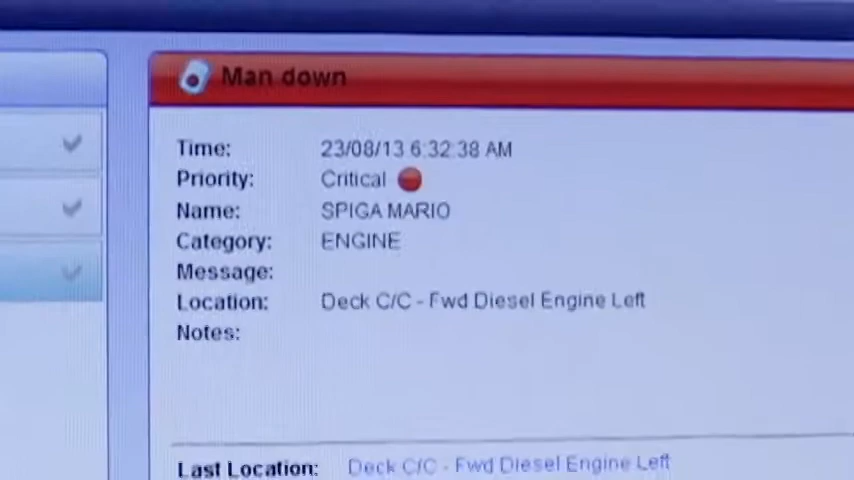 Man down
Time: 23/08/13 6:32:38 AM
Priority: Critical
Name: SPIGA MARIO
Category: ENGINE
Message:
Location: Deck C/C - Fwd Diesel Engine Left
Notes:
Last Location: Deck C/C - Fwd Diesel Engine Left